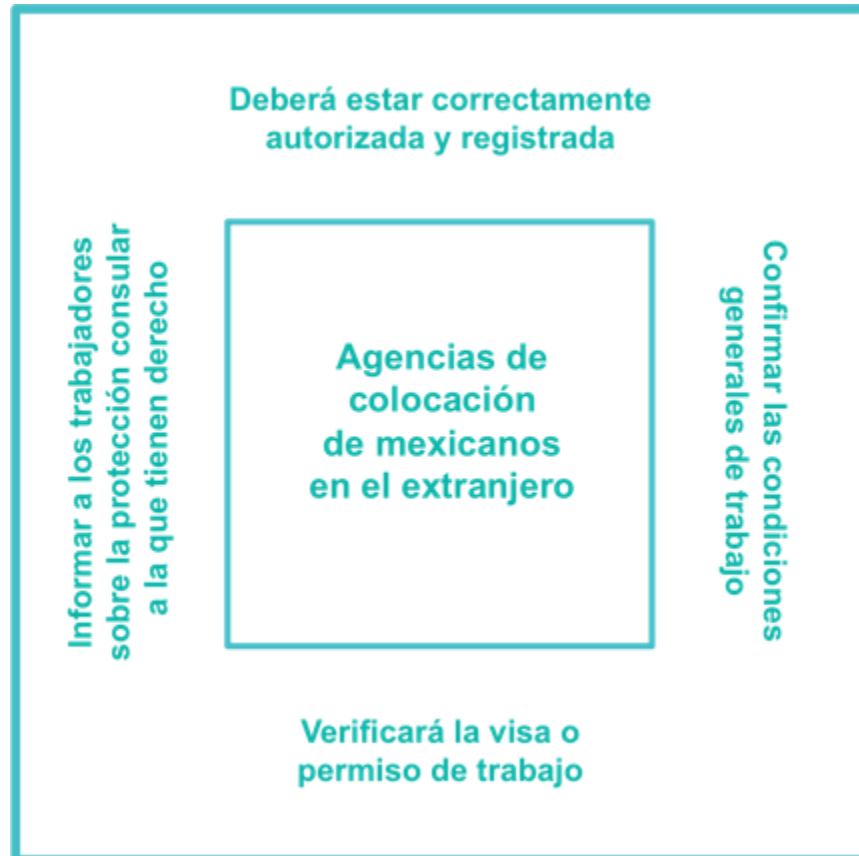 Deberá estar correctamente
autorizada y registrada
Informar a los trabajadores
sobre la protección consular
a la que tienen derecho
Agencias de
colocación
de mexicanos
en el extranjero
Confirmar las condiciones
generales de trabajo
Verificará la visa o
permiso de trabajo